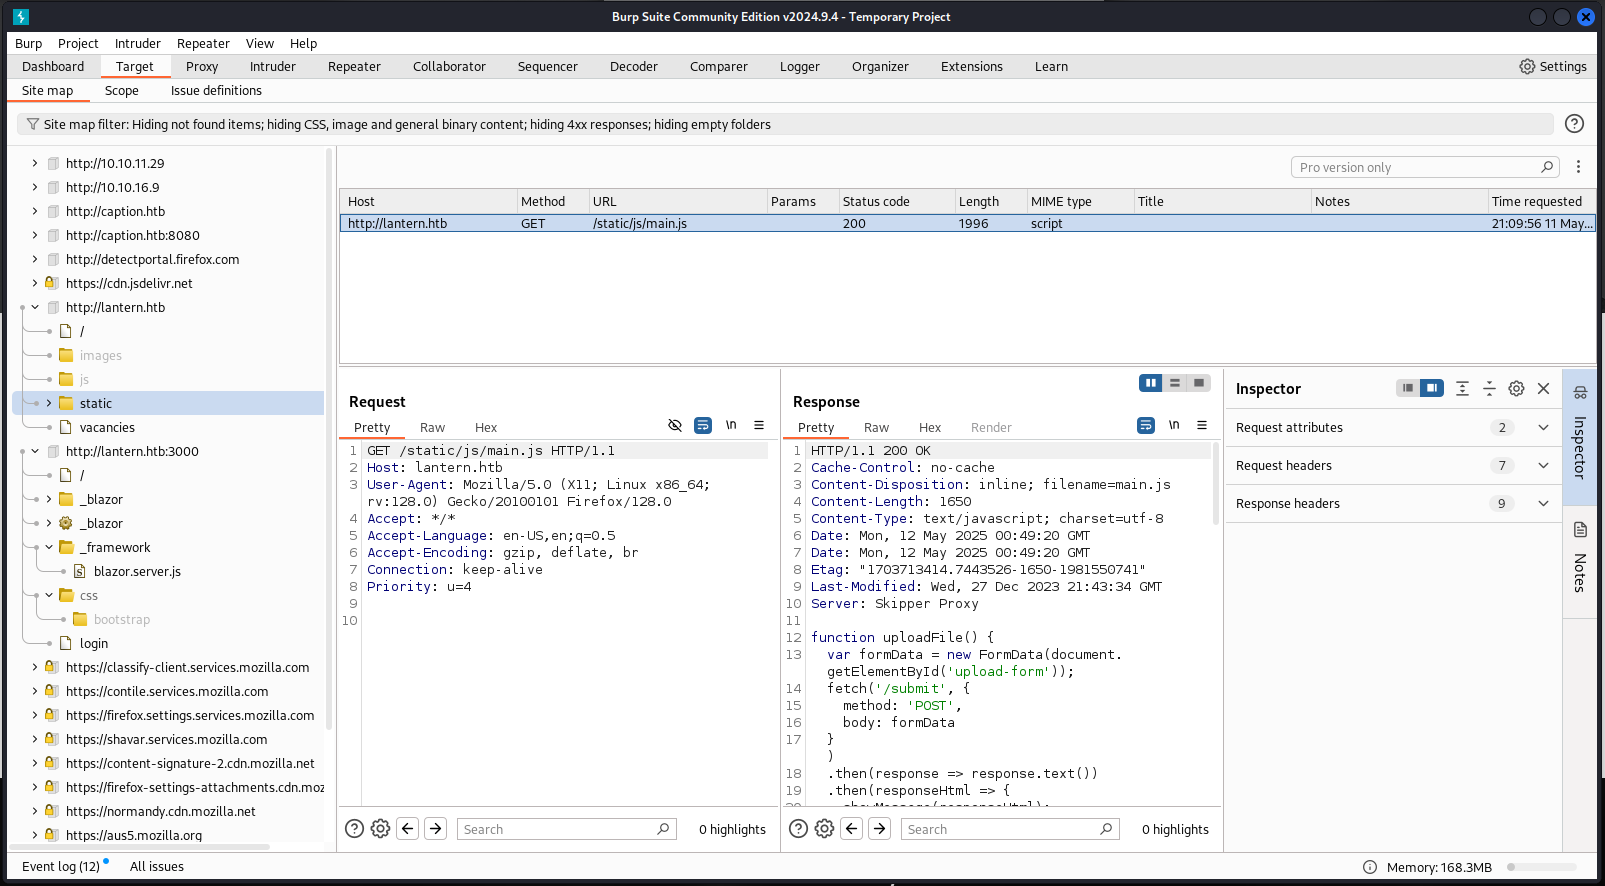 Burp Suite Community Edition v2024.9.4 - Temporary Project
Burp Project Intruder Repeater View Help
Dashboard Target Proxy Intruder Repeater Collaborator Sequencer Decoder Comparer Logger Organizer Extensions Learn Settings
Site map Scope Issue definitions
Site map filter: Hiding not found items; hiding CSS, image and general binary content; hiding 4xx responses; hiding empty folders
http://10.10.11.29
http://10.10.16.9
http://caption.htb
http://caption.htb:8080
http://detectportal.firefox.com
https://cdn.jsdelivr.net
http://lantern.htb
/
images
js
static
vacancies
http://lantern.htb:3000
/
_blazor
_blazor
_framework
blazor.server.js
css
bootstrap
login
https://classify-client.services.mozilla.com
https://contile.services.mozilla.com
https://firefox.settings.services.mozilla.com
https://shavar.services.mozilla.com
https://content-signature-2.cdn.mozilla.net
https://firefox-settings-attachments.cdn.moz
https://normandy.cdn.mozilla.net
https://aus5.mozilla.org
Pro version only
Host Method URL Params Status code Length MIME type Title Notes Time requested
http://lantern.htb GET /static/js/main.js 200 1996 script 21:09:56 11 May...
Request
Pretty Raw Hex \n
1 GET /static/js/main.js HTTP/1.1
2 Host: lantern.htb
3 User-Agent: Mozilla/5.0 (X11; Linux x86_64;
rv:128.0) Gecko/20100101 Firefox/128.0
4 Accept: */*
5 Accept-Language: en-US,en;q=0.5
6 Accept-Encoding: gzip, deflate, br
7 Connection: keep-alive
8 Priority: u=4
9
10
Search 0 highlights
Response
Pretty Raw Hex Render \n
1 HTTP/1.1 200 OK
2 Cache-Control: no-cache
3 Content-Disposition: inline; filename=main.js
4 Content-Length: 1650
5 Content-Type: text/javascript; charset=utf-8
6 Date: Mon, 12 May 2025 00:49:20 GMT
7 Date: Mon, 12 May 2025 00:49:20 GMT
8 Etag: "1703713414.7443526-1650-1981550741"
9 Last-Modified: Wed, 27 Dec 2023 21:43:34 GMT
10 Server: Skipper Proxy
11
12 function uploadFile() {
13 var formData = new FormData(document.
getElementById('upload-form'));
14 fetch('/submit', {
15 method: 'POST',
16 body: formData
17 }
)
18 .then(response => response.text())
19 .then(responseHtml => {
20 showMessage(responseHtml);
Search 0 highlights
Inspector
Request attributes 2
Request headers 7
Response headers 9
Inspector
Notes
Event log (12) All issues Memory: 168.3MB